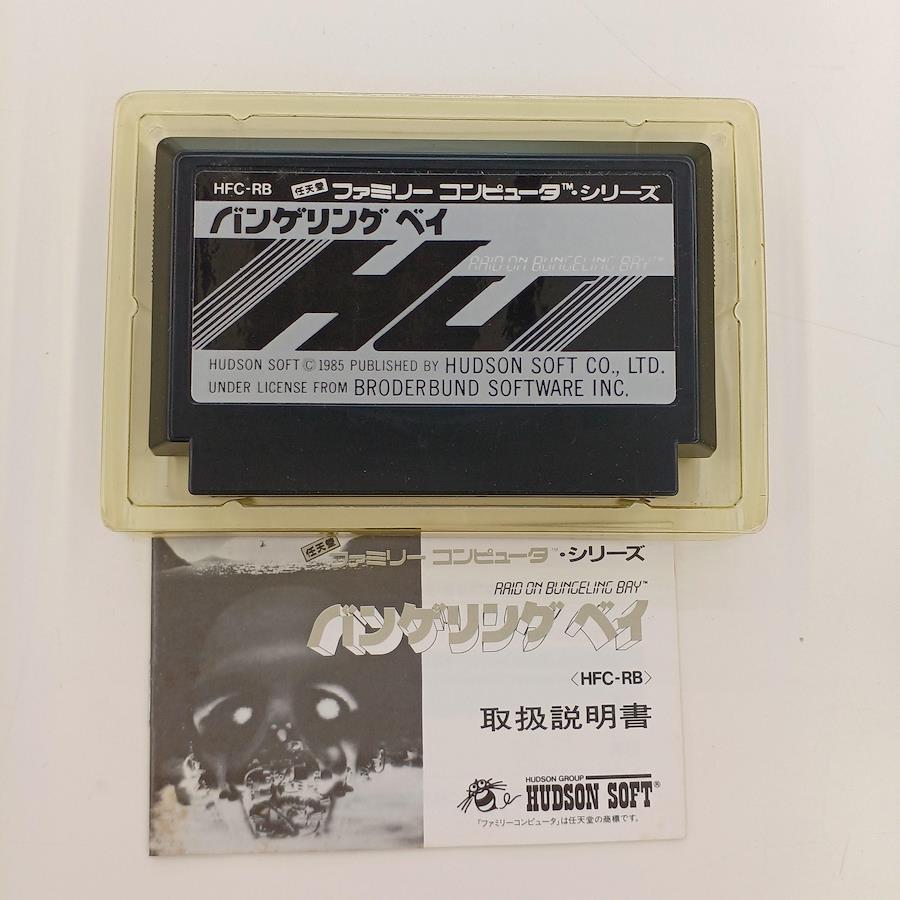 HFC-RB 任天堂 ファミリー コンピュータ™・シリーズ
バンゲリング ベイ
RAID ON BUNGELING BAY™
HUDSON SOFT © 1985 PUBLISHED BY HUDSON SOFT CO., LTD.
UNDER LICENSE FROM BRODERBUND SOFTWARE INC.
任天堂 ファミリー コンピュータ™・シリーズ
RAID ON BUNGELING BAY™
バンゲリング ベイ
〈HFC-RB〉
取扱説明書
HUDSON GROUP
HUDSON SOFT®
「ファミリーコンピュータ」は任天堂の商標です。